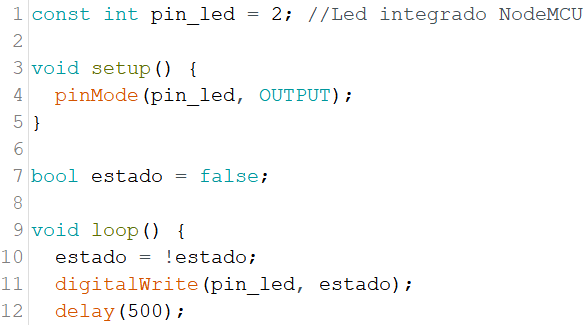 1 const int pin_led = 2; //Led integrado NodeMCU
2
3 void setup() {
4   pinMode(pin_led, OUTPUT);
5 }
6
7 bool estado = false;
8
9 void loop() {
10   estado = !estado;
11   digitalWrite(pin_led, estado);
12   delay(500);